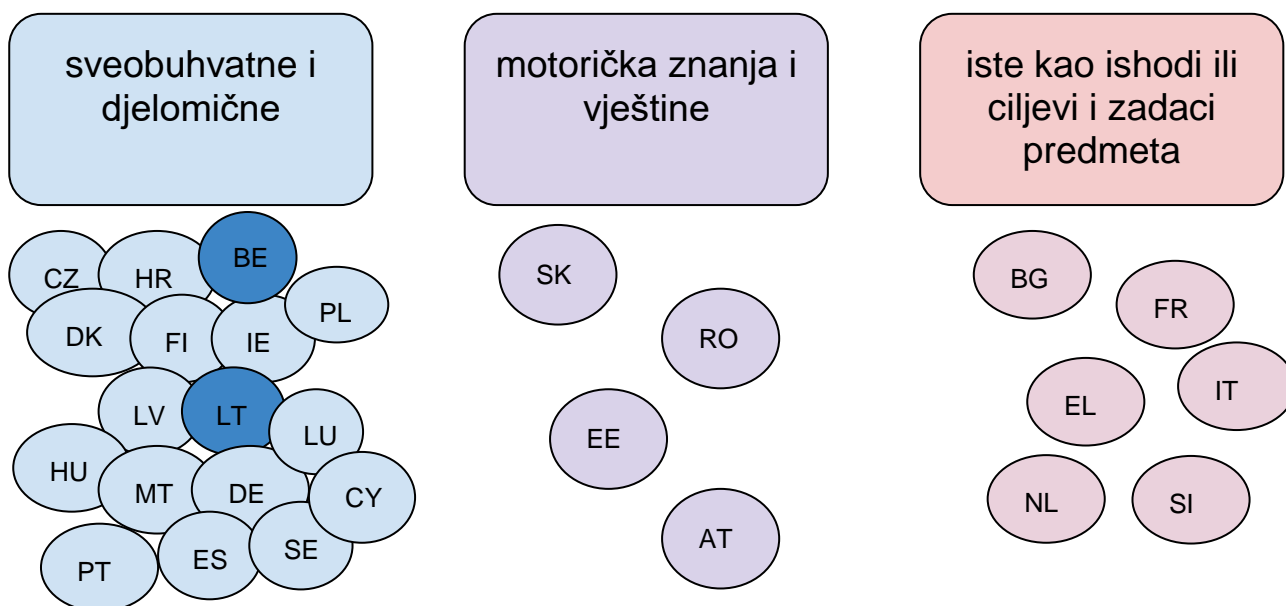 sveobuhvatne i
djelomične
motorička znanja i
vještine
iste kao ishodi ili
ciljevi i zadaci
predmeta
CZ
HR
BE
PL
DK
FI
IE
LV
LT
LU
HU
MT
DE
CY
PT
ES
SE
SK
RO
EE
AT
BG
FR
EL
IT
NL
SI